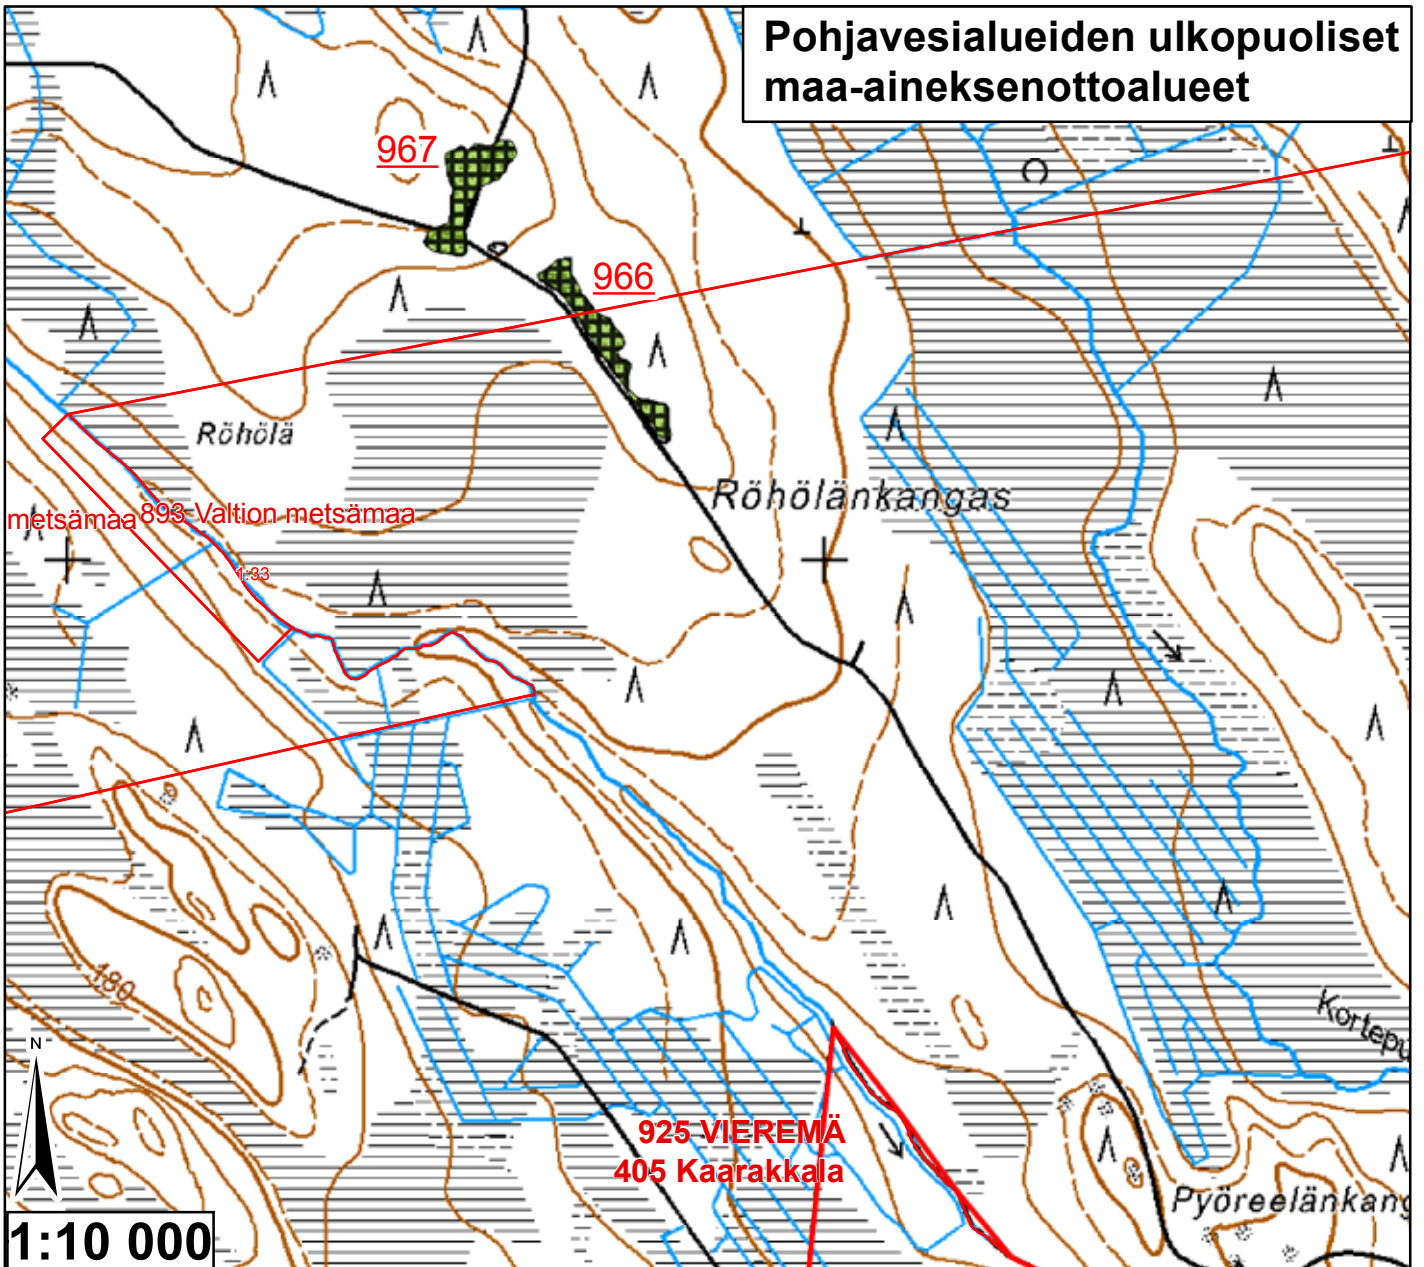 Pohjavesialueiden ulkopuoliset
maa-aineksenottoalueet
967
966
Röhölä
Röhölänkangas
metsämaa
893 Valtion metsämaa
1:33
180
Kortepu
N
925 VIEREMÄ
405 Kaarakkala
Pyöreelänkang
1:10 000